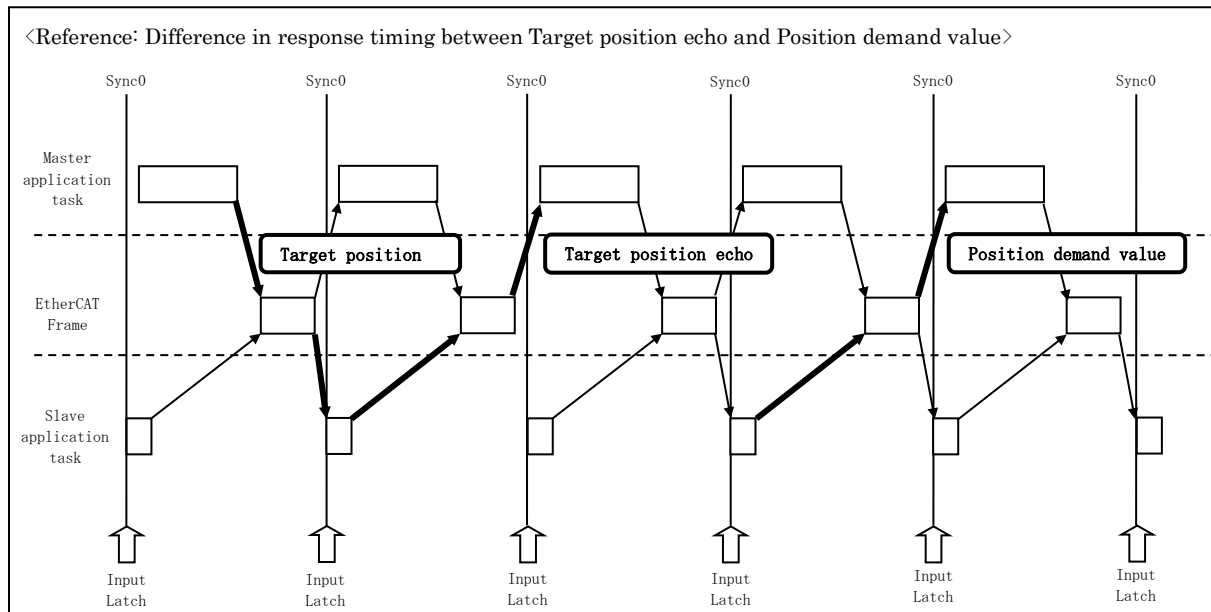 <Reference: Difference in response timing between Target position echo and Position demand value>
Sync0 Sync0 Sync0 Sync0 Sync0 Sync0
Master
application
task
Target position Target position echo Position demand value
EtherCAT
Frame
Slave
application
task
Input Input Input Input Input Input
Latch Latch Latch Latch Latch Latch